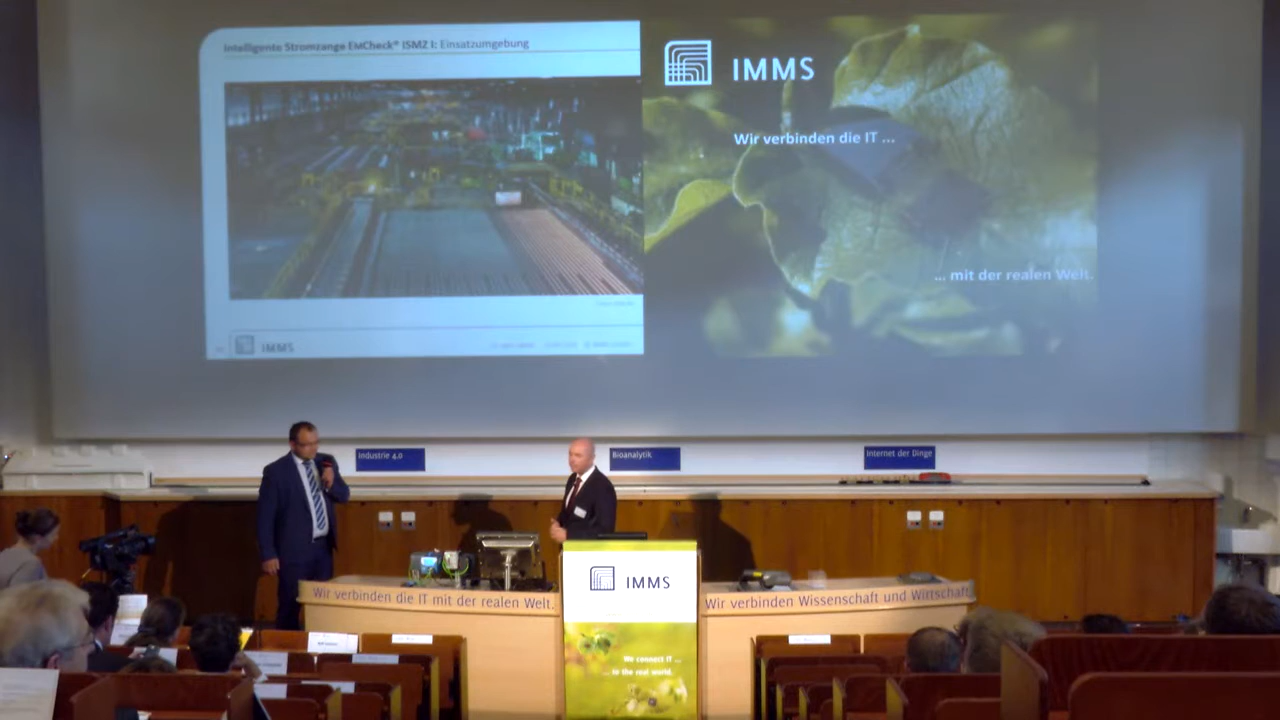 Intelligente Stromzange EMCheck® ISMZ I: Einsatzumgebung
IMMS
Wir verbinden die IT ...
... mit der realen Welt.
IMMS
Industrie 4.0
Bioanalytik
Internet der Dinge
IMMS
Wir verbinden die IT mit der realen Welt.
Wir verbinden Wissenschaft und Wirtschaft
We connect IT ...
... to the real world.